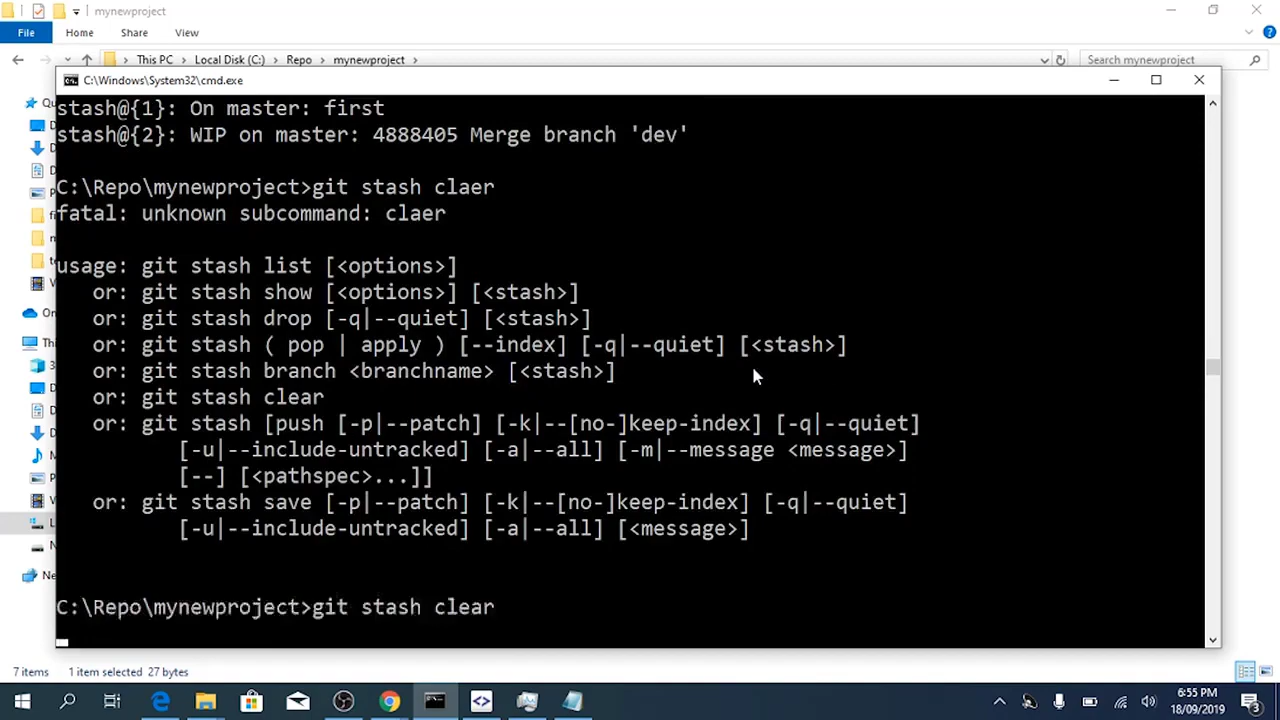 mynewproject
File Home Share View
This PC Local Disk (C:) Repo mynewproject
Search mynewproject
C:\Windows\System32\cmd.exe
stash@{1}: On master: first
stash@{2}: WIP on master: 4888405 Merge branch 'dev'
C:\Repo\mynewproject>git stash claer
fatal: unknown subcommand: claer
usage: git stash list [<options>]
or: git stash show [<options>] [<stash>]
or: git stash drop [-q|--quiet] [<stash>]
or: git stash ( pop | apply ) [--index] [-q|--quiet] [<stash>]
or: git stash branch <branchname> [<stash>]
or: git stash clear
or: git stash [push [-p|--patch] [-k|--[no-]keep-index] [-q|--quiet]
[-u|--include-untracked] [-a|--all] [-m|--message <message>]
[--] [<pathspec>...]]
or: git stash save [-p|--patch] [-k|--[no-]keep-index] [-q|--quiet]
[-u|--include-untracked] [-a|--all] [<message>]
C:\Repo\mynewproject>git stash clear
7 items 1 item selected 27 bytes
6:55 PM
18/09/2019
3